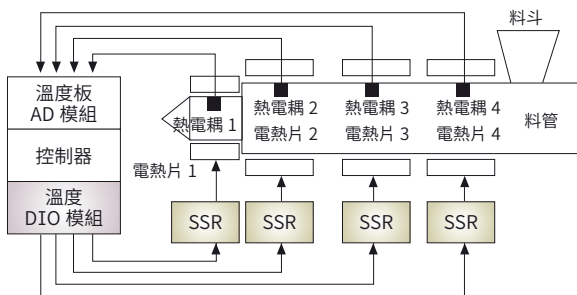 料斗
溫度板
AD 模組
控制器
溫度
DIO 模組
熱電耦 1
熱電耦 2
電熱片 2
熱電耦 3
電熱片 3
熱電耦 4
電熱片 4
料管
電熱片 1
SSR
SSR
SSR
SSR